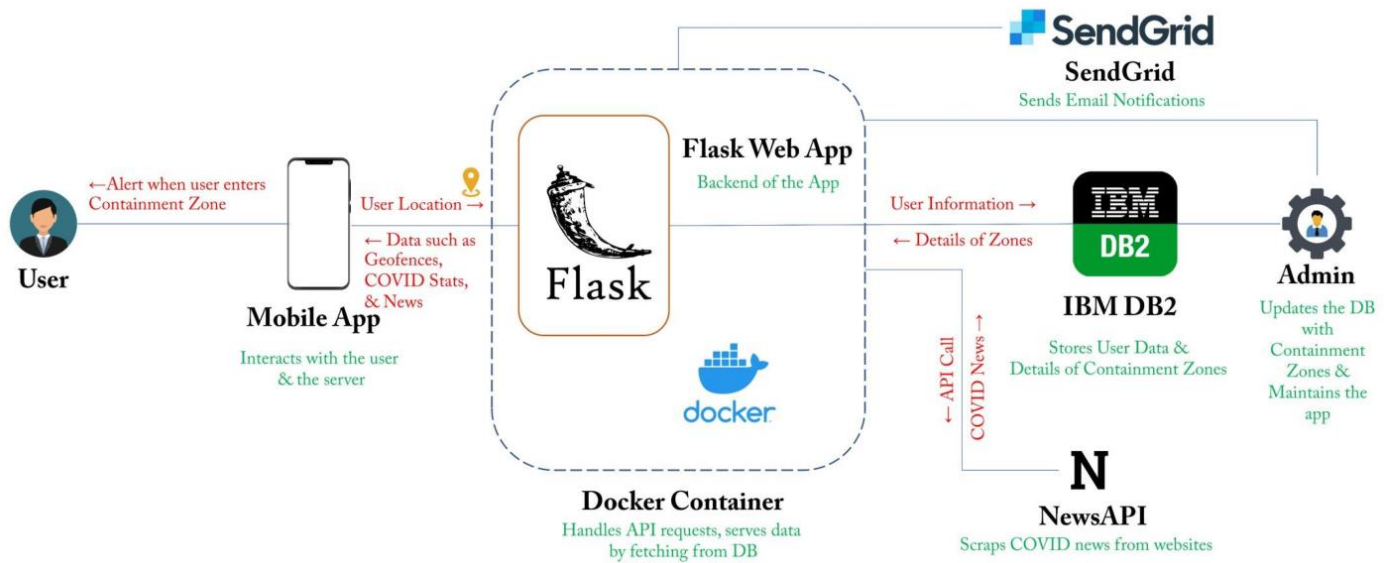 SendGrid
SendGrid
Sends Email Notifications
←Alert when user enters
Containment Zone
User
Mobile App
Interacts with the user
& the server
User Location →
← Data such as
Geofences,
COVID Stats,
& News
Flask
Flask Web App
Backend of the App
docker
Docker Container
Handles API requests, serves data
by fetching from DB
User Information →
← Details of Zones
IBM
DB2
IBM DB2
Stores User Data &
Details of Containment Zones
Admin
Updates the DB
with
Containment
Zones &
Maintains the
app
← API Call
COVID News→
N
NewsAPI
Scraps COVID news from websites